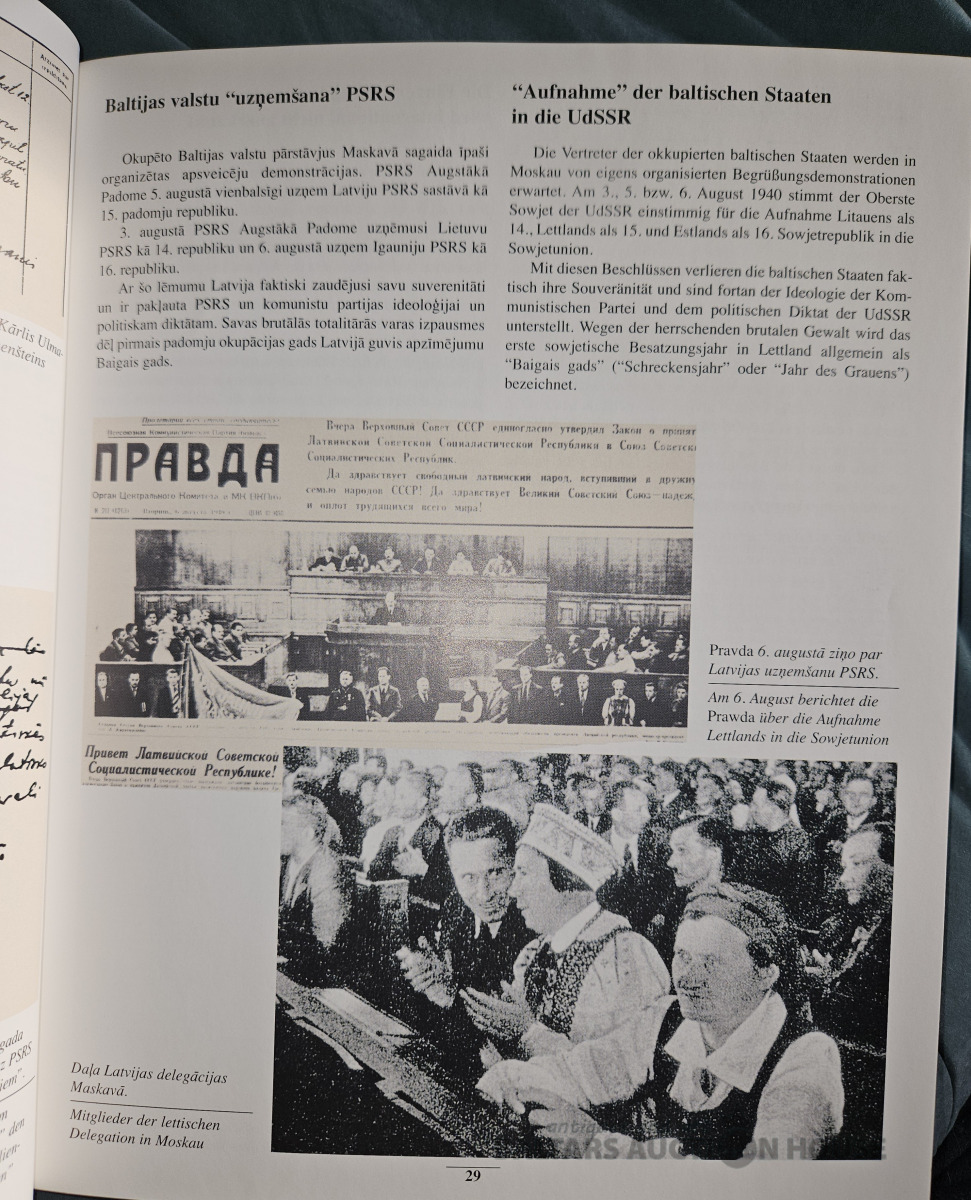 Baltijas valstu “uzņemšana” PSRS
Okupēto Baltijas valstu pārstāvjus Maskavā sagaida īpaši
organizētas apsveicēju demonstrācijas. PSRS Augstākā
Padome 5. augustā vienbalsīgi uzņem Latviju PSRS sastāvā kā
15. padomju republiku.
3. augustā PSRS Augstākā Padome uzņēmusi Lietuvu
PSRS kā 14. republiku un 6. augustā uzņem Igauniju PSRS kā
16. republiku.
Ar šo lēmumu Latvija faktiski zaudējusi savu suverenitāti
un ir pakļauta PSRS un komunistu partijas ideoloģijai un
politiskam diktātam. Savas brutālās totalitārās varas izpausmes
dēļ pirmais padomju okupācijas gads Latvijā guvis apzīmējumu
Baigais gads.
“Aufnahme” der baltischen Staaten
in die UdSSR
Die Vertreter der okkupierten baltischen Staaten werden in
Moskau von eigens organisierten Begrüßungsdemonstrationen
erwartet. Am 3., 5. bzw. 6. August 1940 stimmt der Oberste
Sowjet der UdSSR einstimmig für die Aufnahme Litauens als
14., Lettlands als 15. und Estlands als 16. Sowjetrepublik in die
Sowjetunion.
Mit diesen Beschlüssen verlieren die baltischen Staaten fak-
tisch ihre Souveränität und sind fortan der Ideologie der Kom-
munistischen Partei und dem politischen Diktat der UdSSR
unterstellt. Wegen der herrschenden brutalen Gewalt wird das
erste sowjetische Besatzungsjahr in Lettland allgemein als
“Baigais gads” (“Schreckensjahr” oder “Jahr des Grauens”)
bezeichnet.
ПРАВДА
Орган Центрального Комитета и МК ВКП(б).
Вчера Верховный Совет СССР единогласно утвердил Закон о принят
Латвийской Советской Социалистической Республики в Союз Советск
Социалистических Республик.
Да здравствует свободный латвийский народ, вступивший в дружн
семью народов СССР! Да здравствует Великий Советский Союз—надеж
и оплот трудящихся всего мира!
Привет Латвийской Советской
Социалистической Республике!
Pravda 6. augustā ziņo par
Latvijas uzņemšanu PSRS.
Am 6. August berichtet die
Prawda über die Aufnahme
Lettlands in die Sowjetunion
Daļa Latvijas delegācijas
Maskavā.
Mitglieder der lettischen
Delegation in Moskau
29
Kārlis Ulma-
enšteins